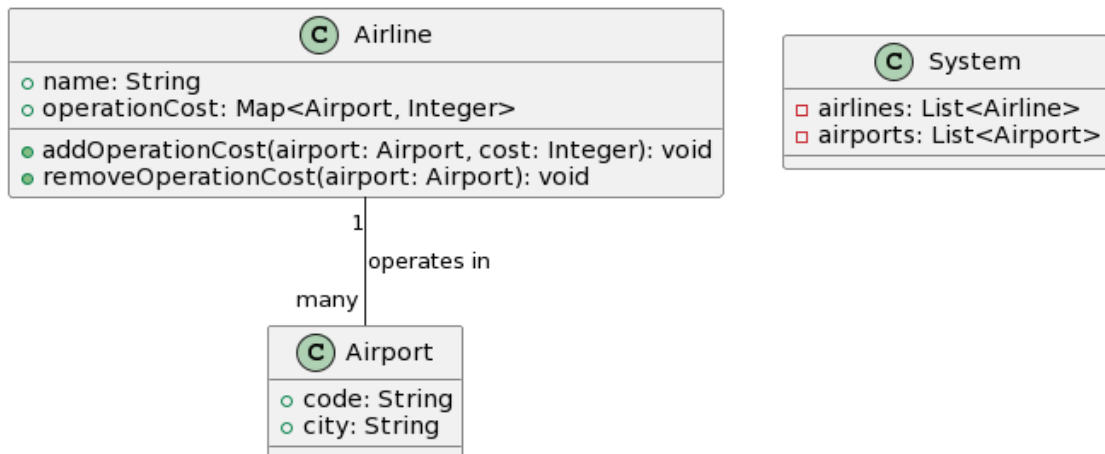 C Airline
name: String
operationCost: Map<Airport, Integer>
addOperationCost(airport: Airport, cost: Integer): void
removeOperationCost(airport: Airport): void
C System
airlines: List<Airline>
airports: List<Airport>
1
operates in
many
C Airport
code: String
city: String